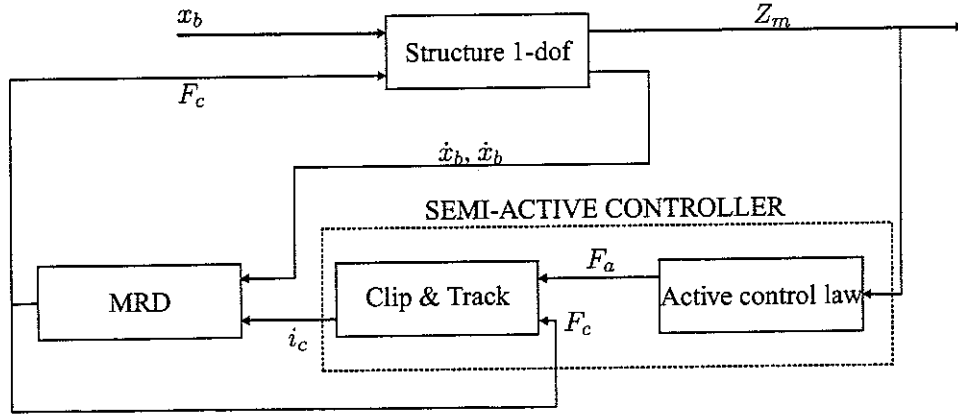 x_b
Z_m
Structure 1-dof
F_c
ẋ_b, ẋ_b
SEMI-ACTIVE CONTROLLER
F_a
MRD
Clip & Track
Active control law
F_c
i_c